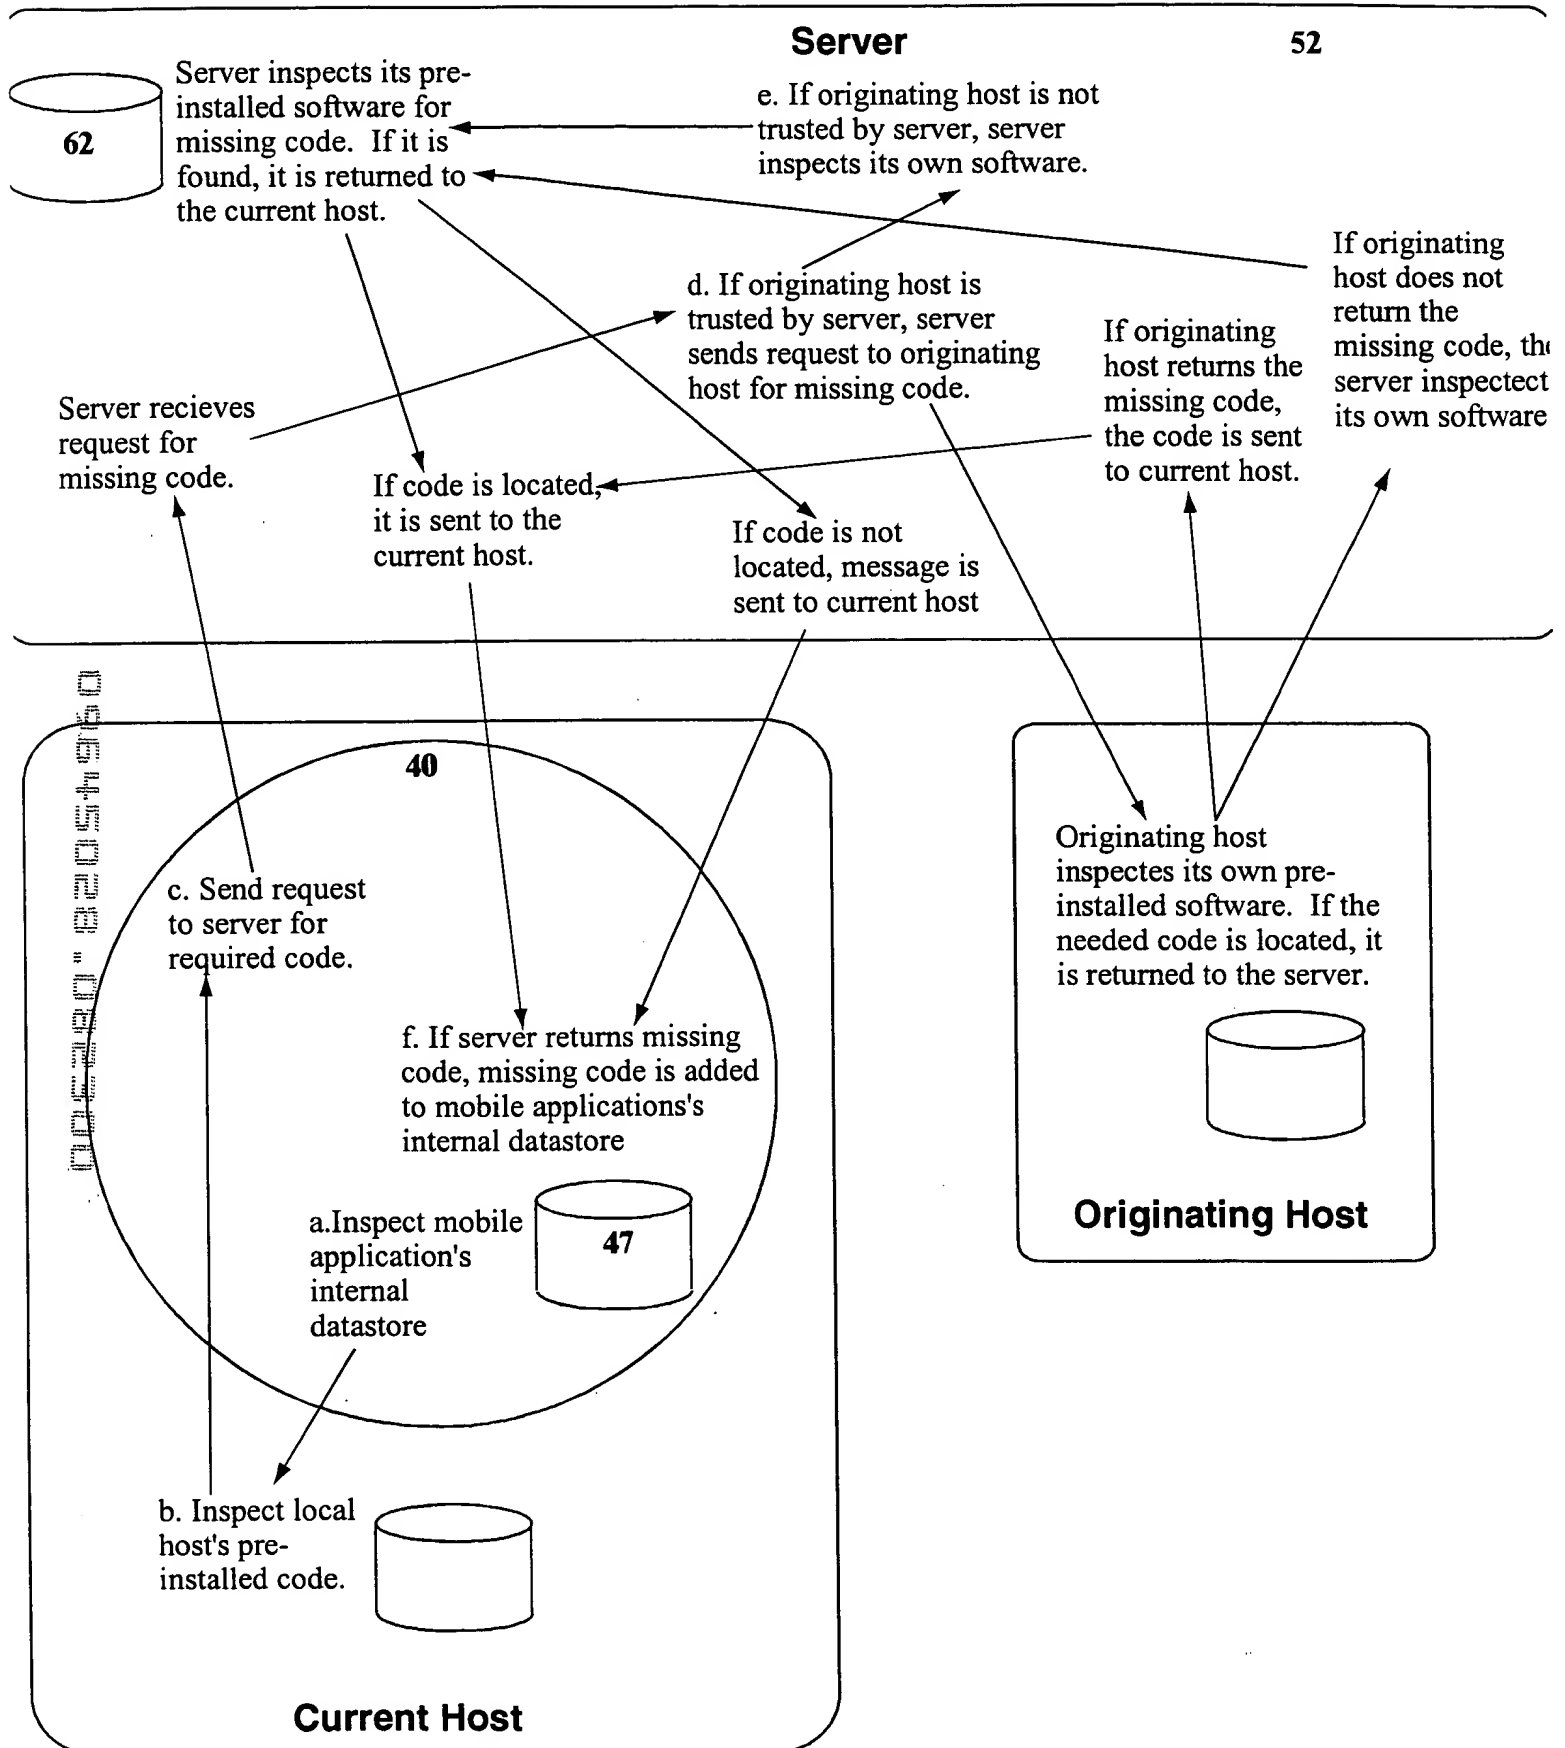 Server
52
62
Server inspects its pre-
installed software for
missing code. If it is
found, it is returned to
the current host.
e. If originating host is not
trusted by server, server
inspects its own software.
d. If originating host is
trusted by server, server
sends request to originating
host for missing code.
If originating
host returns the
missing code,
the code is sent
to current host.
If originating
host does not
return the
missing code, the
server inspectect
its own software
Server recieves
request for
missing code.
If code is located,
it is sent to the
current host.
If code is not
located, message is
sent to current host
40
c. Send request
to server for
required code.
f. If server returns missing
code, missing code is added
to mobile applications's
internal datastore
a.Inspect mobile
application's
internal
datastore
47
b. Inspect local
host's pre-
installed code.
Current Host
Originating host
inspectes its own pre-
installed software. If the
needed code is located, it
is returned to the server.
Originating Host